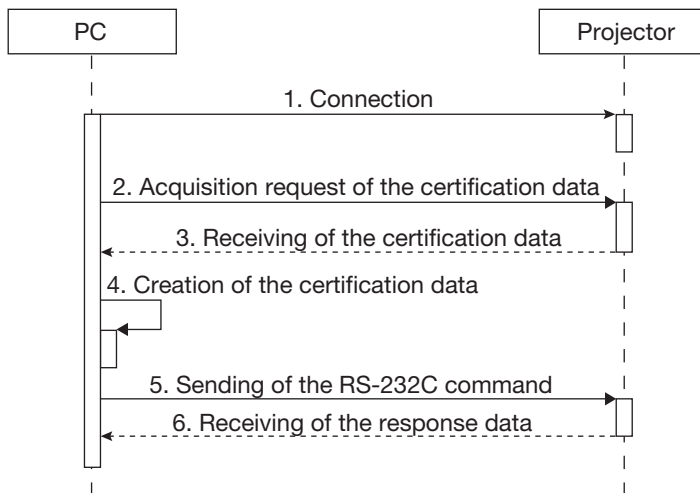 PC
Projector
1. Connection
2. Acquisition request of the certification data
3. Receiving of the certification data
4. Creation of the certification data
5. Sending of the RS-232C command
6. Receiving of the response data